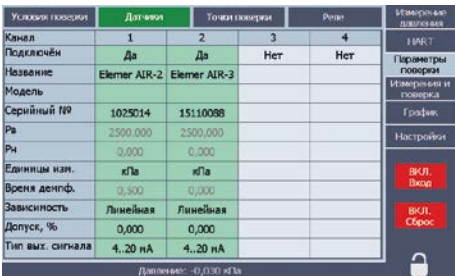 Условия поверки Датчики Точки поверки Реле
Измерение давления
HART
Параметры поверки
Измерения и поверка
График
Настройки
ВКЛ. Вход
ВКЛ. Сброс
Канал 1 2 3 4
Подключён Да Да Нет Нет
Название Elemer AIR-2 Elemer AIR-3
Модель
Серийный № 1025014 15110088
Рв 2500,000 2500,000
Рн 0,000 0,000
Единицы изм. кПа кПа
Время демпф. 0,500 0,000
Зависимость Линейная Линейная
Допуск, % 0,000 0,000
Тип вых. сигнала 4..20 мА 4..20 мА
Давление: -0,030 кПа